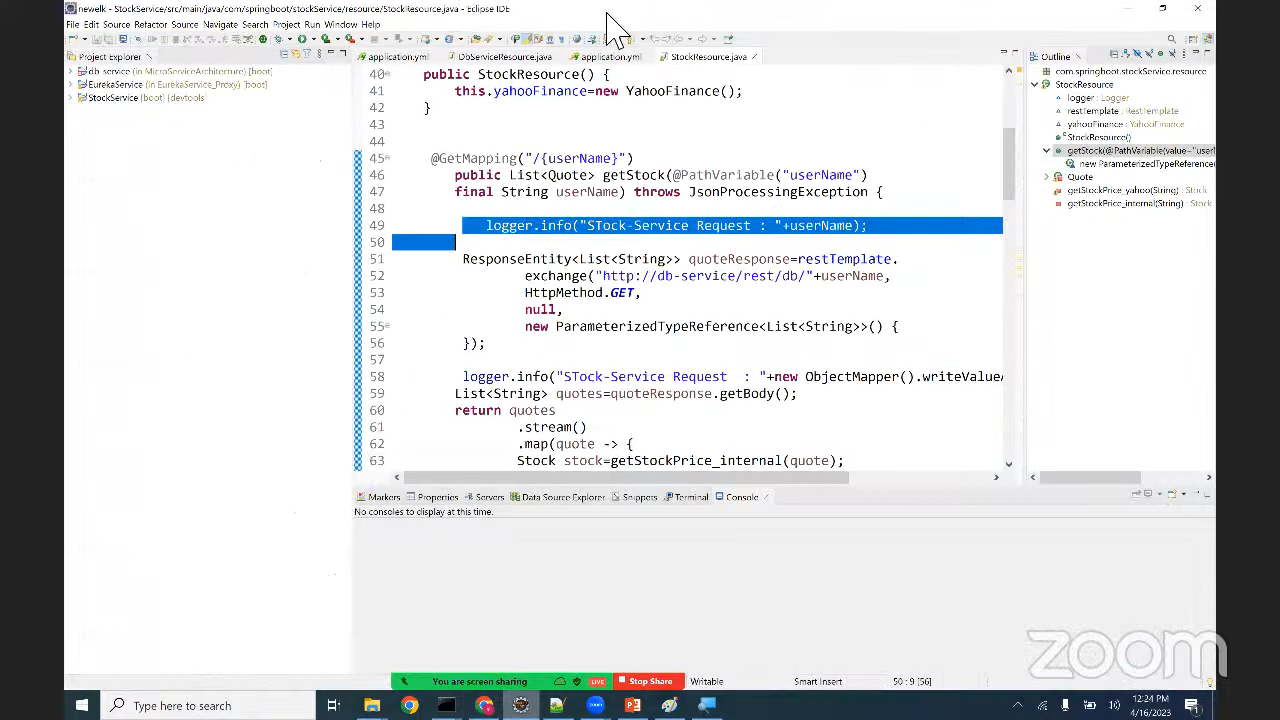 newelk - StockService/src/main/java/com/springboot/stockService/resource/StockResource.java - Eclipse IDE
File Edit Source Refactor Source Navigate Search Project Run Window Help
Project Explorer
application.yml
DbServiceResource.java
application.yml
StockResource.java
Outline
db-service (in MicroServiceArchitecture) [boot]
EurekaService (in EurekaService_Proxy) [boot]
StockService [boot] [devtools]
40 public StockResource() {
41 this.yahooFinance=new YahooFinance();
42 }
43
44
45 @GetMapping("/{userName}")
46 public List<Quote> getStock(@PathVariable("userName")
47 final String userName) throws JsonProcessingException {
48
49 logger.info("STock-Service Request : "+userName);
50
51 ResponseEntity<List<String>> quoteResponse=restTemplate.
52 exchange("http://db-service/rest/db/"+userName,
53 HttpMethod.GET,
54 null,
55 new ParameterizedTypeReference<List<String>>() {
56 });
57
58 logger.info("STock-Service Request  : "+new ObjectMapper().writeValueA
59 List<String> quotes=quoteResponse.getBody();
60 return quotes
61 .stream()
62 .map(quote -> {
63 Stock stock=getStockPrice_internal(quote);
com.springboot.stockService.resource
StockResource
logger : Logger
restTemplate : RestTemplate
yahooFinance : YahooFinance
StockResource()
getStock(@PathVariable(value="user
new ParameterizedTypeReference
Quote
getStockPrice_yahoo(String) : Stock
getStockPrice_internal(String) : Stock
Markers Properties Servers Data Source Explorer Snippets Terminal Console
No consoles to display at this time.
zoom
You are screen sharing LIVE Stop Share
Writable
Smart Insert
50 : 9 [56]
Type here to search
12:24 PM
4/16/2023